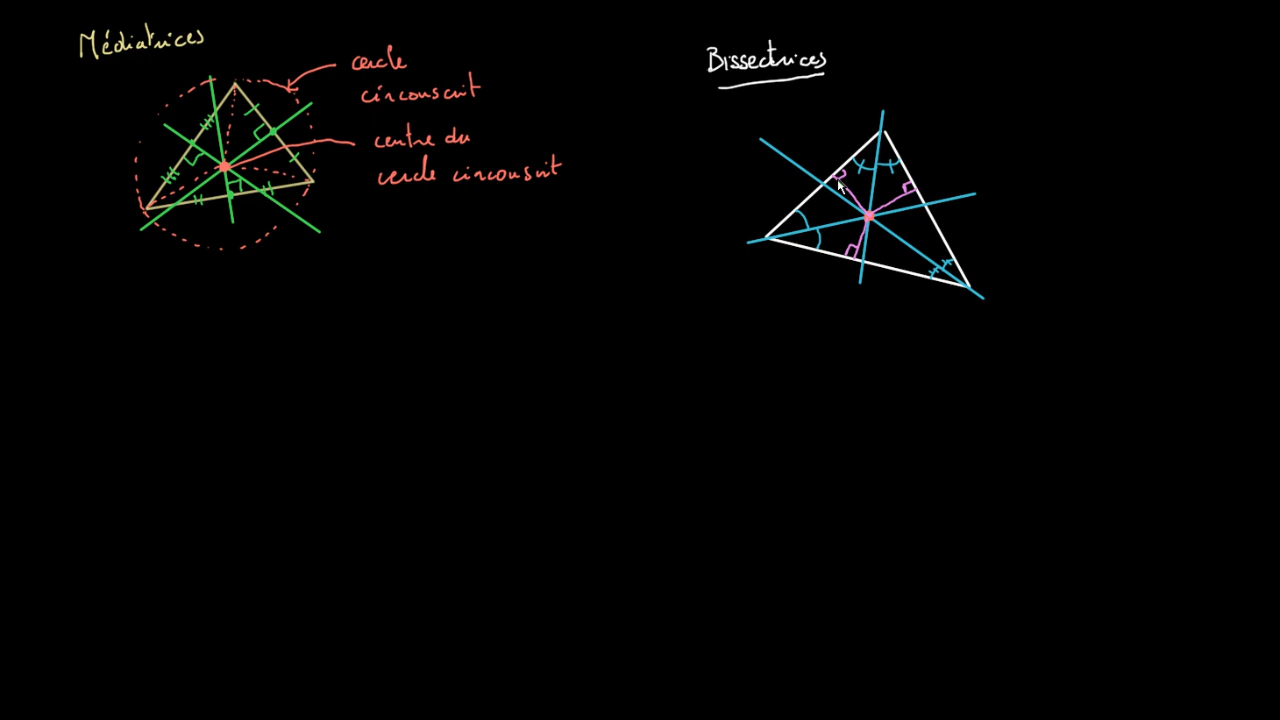 Médiatrices
cercle
circonscrit
centre du
cercle circonscrit
Bissectrices